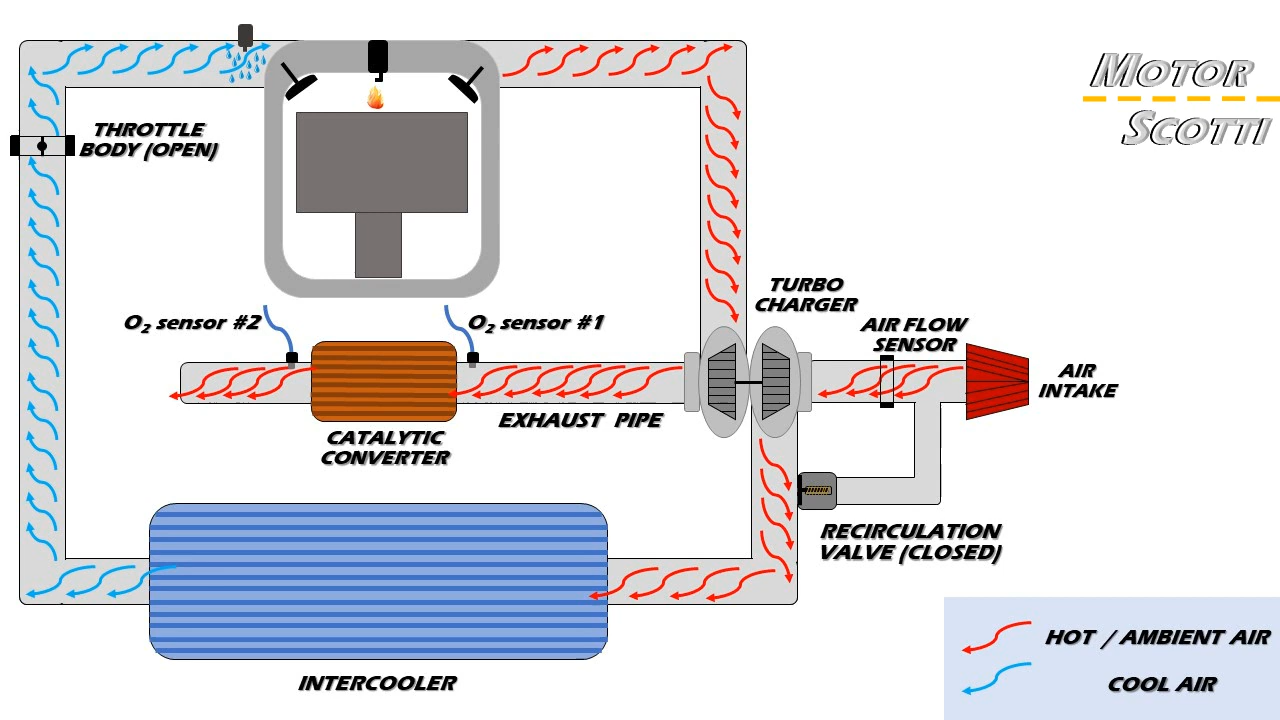 MOTOR
SCOTTI
THROTTLE
BODY (OPEN)
TURBO
CHARGER
O₂ sensor #2
O₂ sensor #1
AIR FLOW
SENSOR
AIR
INTAKE
EXHAUST PIPE
CATALYTIC
CONVERTER
RECIRCULATION
VALVE (CLOSED)
INTERCOOLER
HOT / AMBIENT AIR
COOL AIR